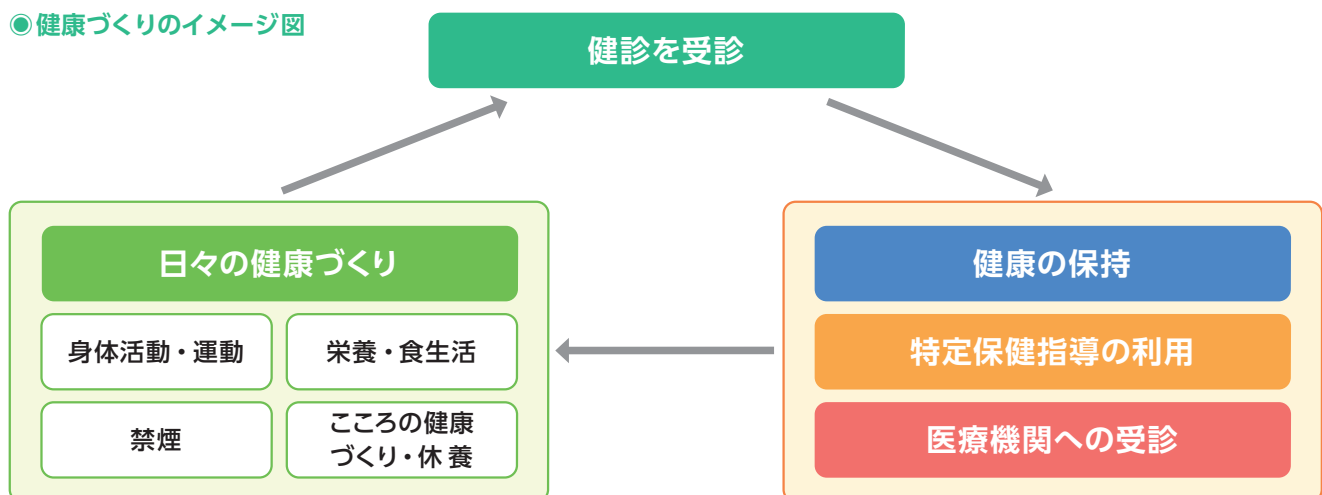 ◉健康づくりのイメージ図
健診を受診
日々の健康づくり
身体活動・運動
栄養・食生活
禁煙
こころの健康
づくり・休 養
健康の保持
特定保健指導の利用
医療機関への受診